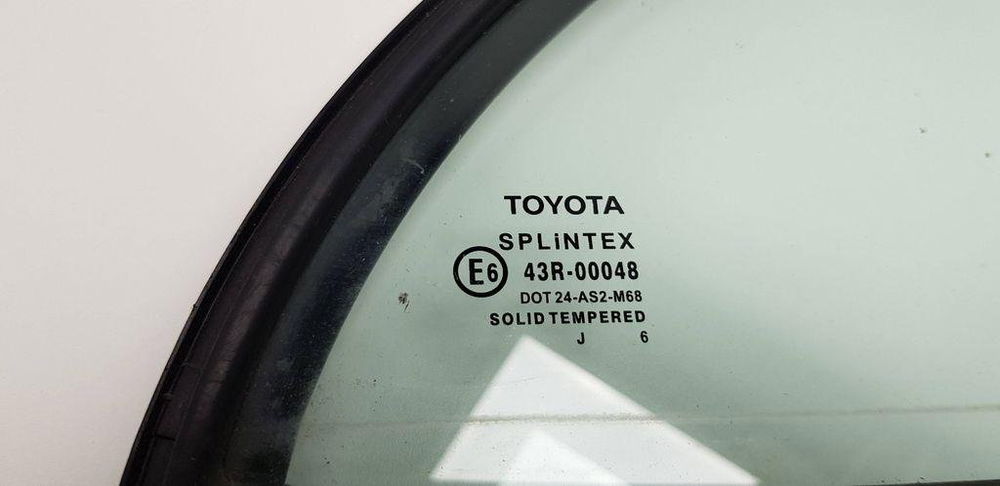 TOYOTA
SPLiNTEX
E6 43R-00048
DOT 24-AS2-M68
SOLID TEMPERED
J 6